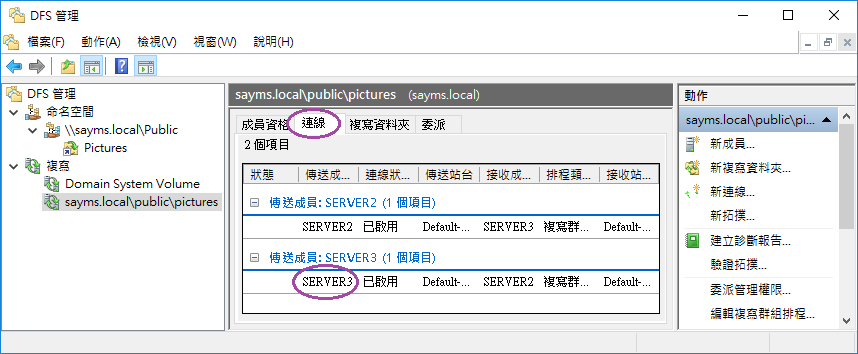 DFS 管理
檔案(F) 動作(A) 檢視(V) 視窗(W) 說明(H)
DFS 管理
命名空間
\\sayms.local\Public
Pictures
複寫
Domain System Volume
sayms.local\public\pictures
sayms.local\public\pictures (sayms.local)
成員資格 連線 複寫資料夾 委派
2 個項目
狀態 傳送成... 連線狀... 傳送站台 接收成... 排程類... 接收站...
傳送成員: SERVER2 (1 個項目)
SERVER2 已啟用 Default-... SERVER3 複寫群... Default-...
傳送成員: SERVER3 (1 個項目)
SERVER3 已啟用 Default-... SERVER2 複寫群... Default-...
動作
sayms.local\public\pi...
新成員...
新複寫資料夾...
新連線...
新拓撲...
建立診斷報告...
驗證拓撲...
委派管理權限...
編輯複寫群組排程...